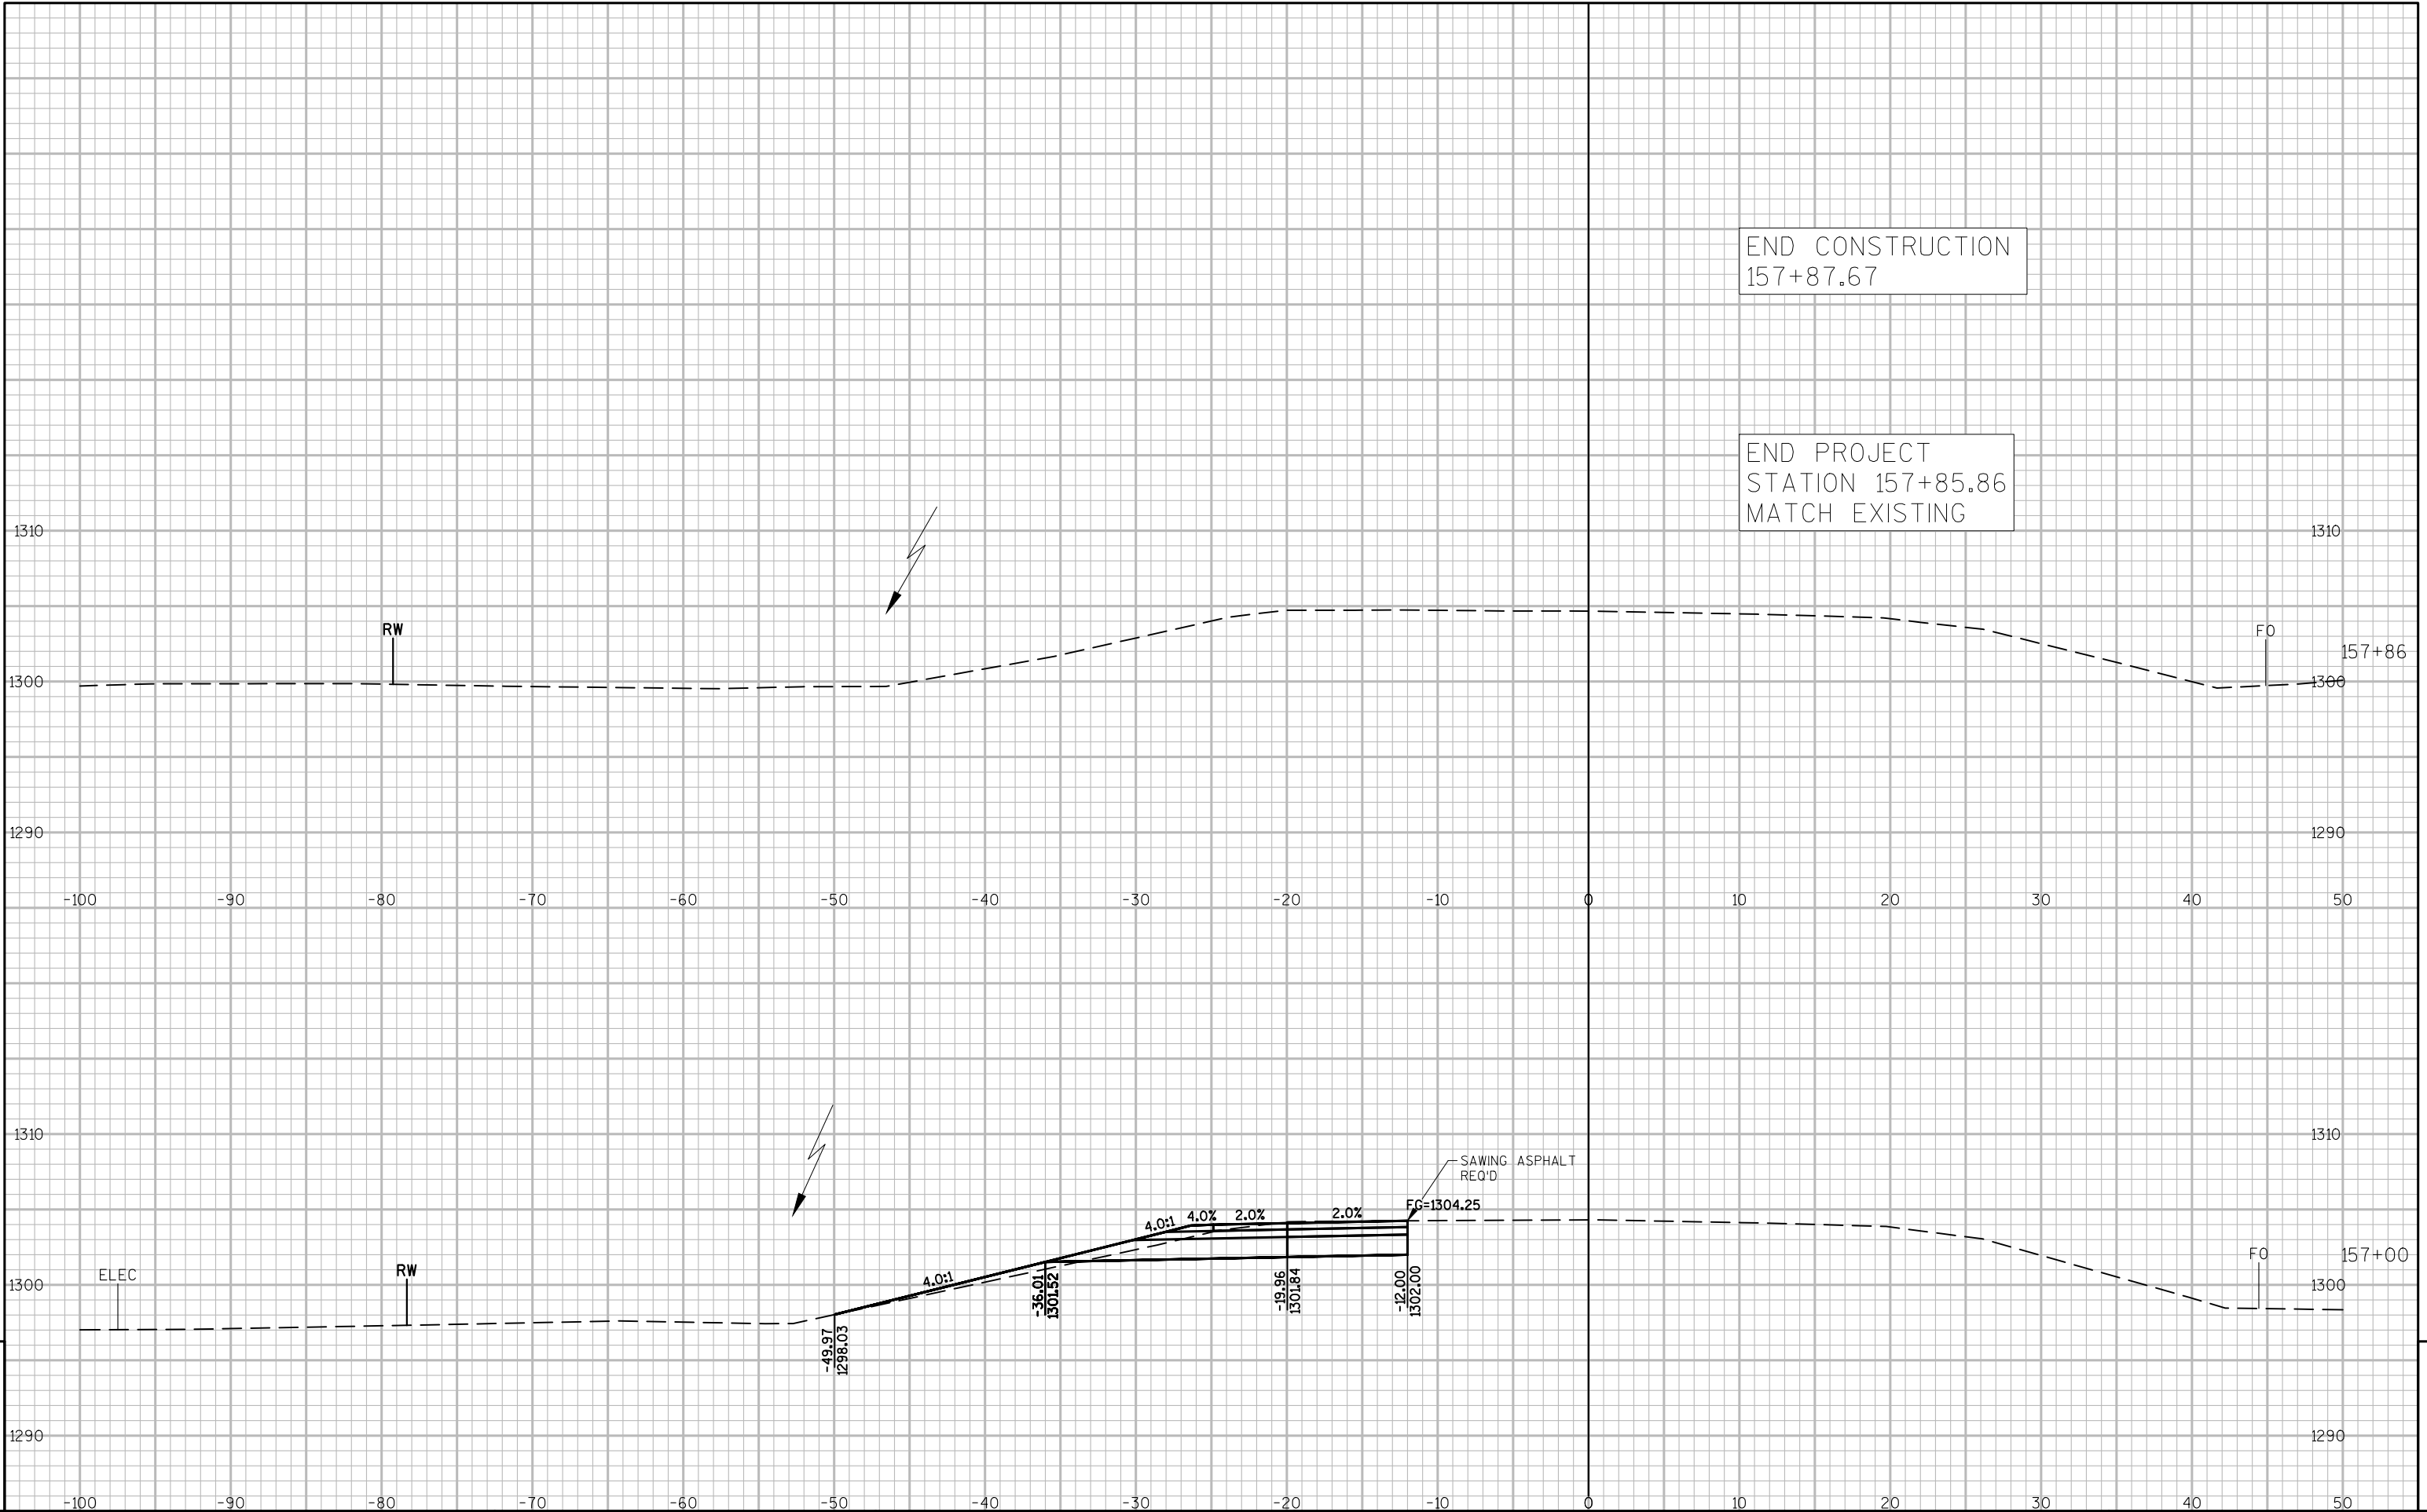 END CONSTRUCTION
157+87.67
END PROJECT
STATION 157+85.86
MATCH EXISTING
1310
1310
RW
FO
157+86
1300
1300
1290
1290
-100 -90 -80 -70 -60 -50 -40 -30 -20 -10 0 10 20 30 40 50
1310
1310
SAWING ASPHALT
REQ'D
FG=1304.25
4.0:1 4.0% 2.0% 2.0%
ELEC
RW
4.0:1
FO
157+00
1300
1300
-49.97
1298.03
-36.01
1301.52
-19.96
1301.84
-12.00
1302.00
1290
1290
-100 -90 -80 -70 -60 -50 -40 -30 -20 -10 0 10 20 30 40 50